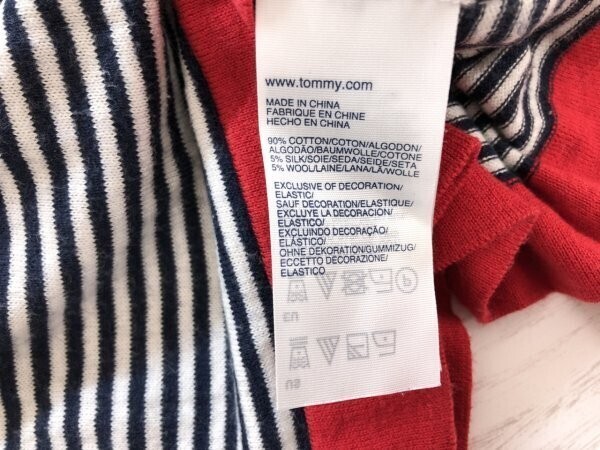 www.tommy.com
MADE IN CHINA
FABRIQUE EN CHINE
HECHO EN CHINA
90% COTTON/COTON/ALGODON/
ALGODÃO/BAUMWOLLE/COTONE
5% SILK/SOIE/SEDA/SEIDE/SETA
5% WOOL/LAINE/LANA/LÃ/WOLLE
EXCLUSIVE OF DECORATION/
ELASTIC/
SAUF DECORATION/ELASTIQUE/
EXCLUYE LA DECORACION/
ELASTICO/
EXCLUINDO DECORAÇÃO/
ELÁSTICO/
OHNE DEKORATION/GUMMIZUG/
ECCETTO DECORAZIONE/
ELASTICO
EU
US